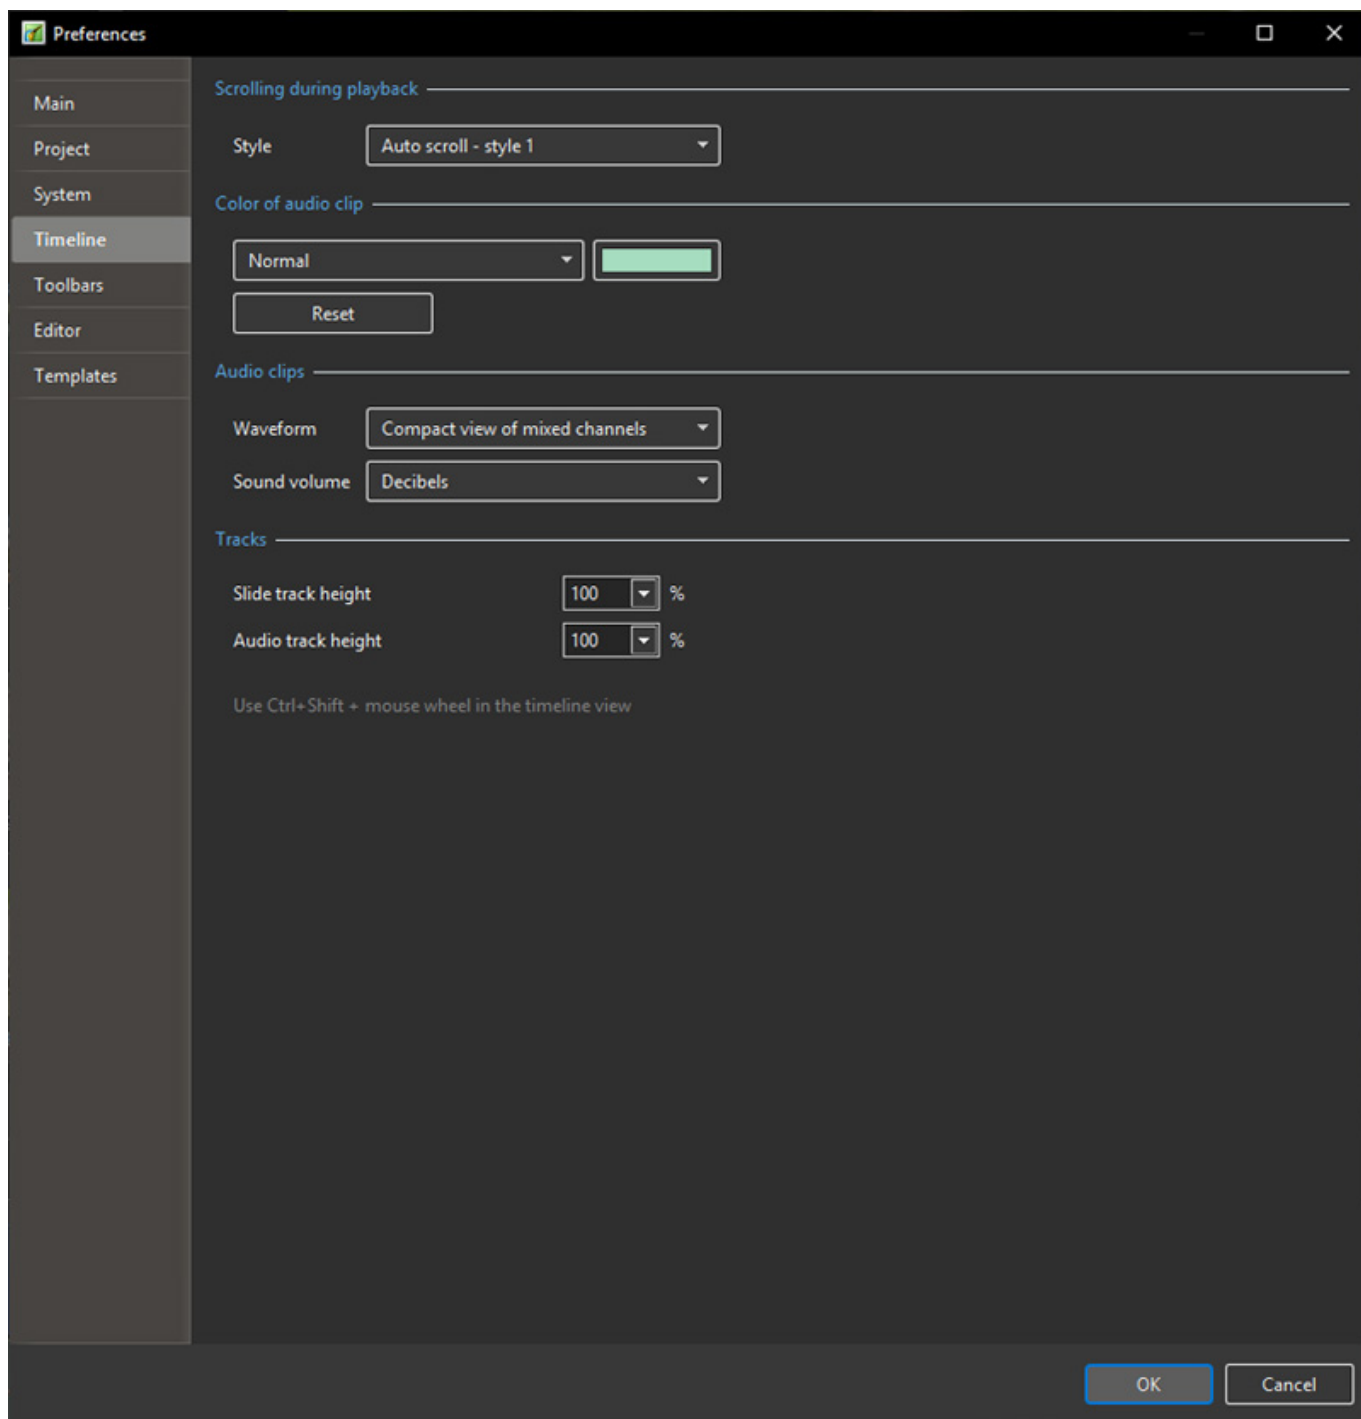 Preferences
Main
Project
System
Timeline
Toolbars
Editor
Templates
Scrolling during playback
Style Auto scroll - style 1
Color of audio clip
Normal
Reset
Audio clips
Waveform Compact view of mixed channels
Sound volume Decibels
Tracks
Slide track height 100 %
Audio track height 100 %
Use Ctrl+Shift + mouse wheel in the timeline view
OK Cancel